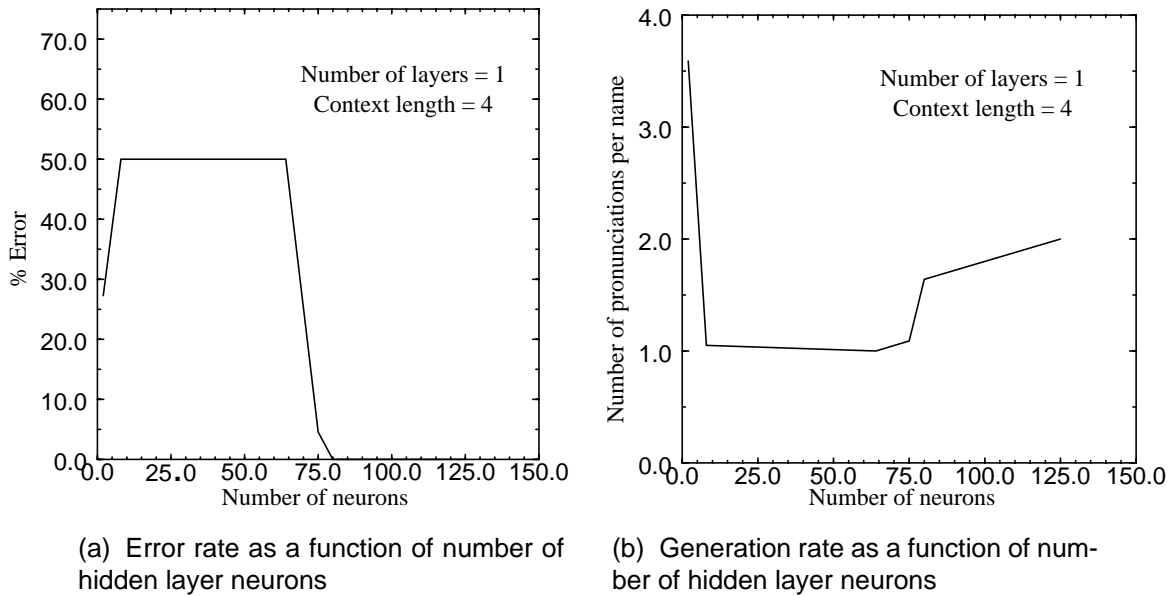 70.0
60.0
50.0
40.0
30.0
20.0
10.0
0.0
% Error
Number of layers = 1
Context length = 4
0.0 25.0 50.0 75.0 100.0 125.0 150.0
Number of neurons
(a) Error rate as a function of number of
hidden layer neurons
4.0
3.0
2.0
1.0
0.0
Number of pronunciations per name
Number of layers = 1
Context length = 4
0.0 25.0 50.0 75.0 100.0 125.0 150.0
Number of neurons
(b) Generation rate as a function of num-
ber of hidden layer neurons